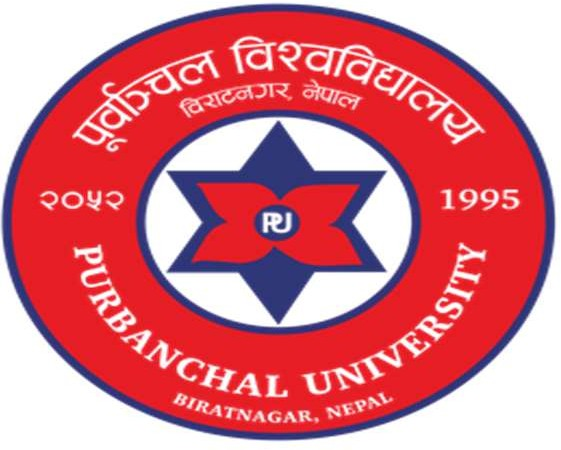 पूर्वाञ्चल विश्वविद्यालय
विराटनगर, नेपाल
२०५२
1995
PU
PURBANCHAL UNIVERSITY
BIRATNAGAR, NEPAL